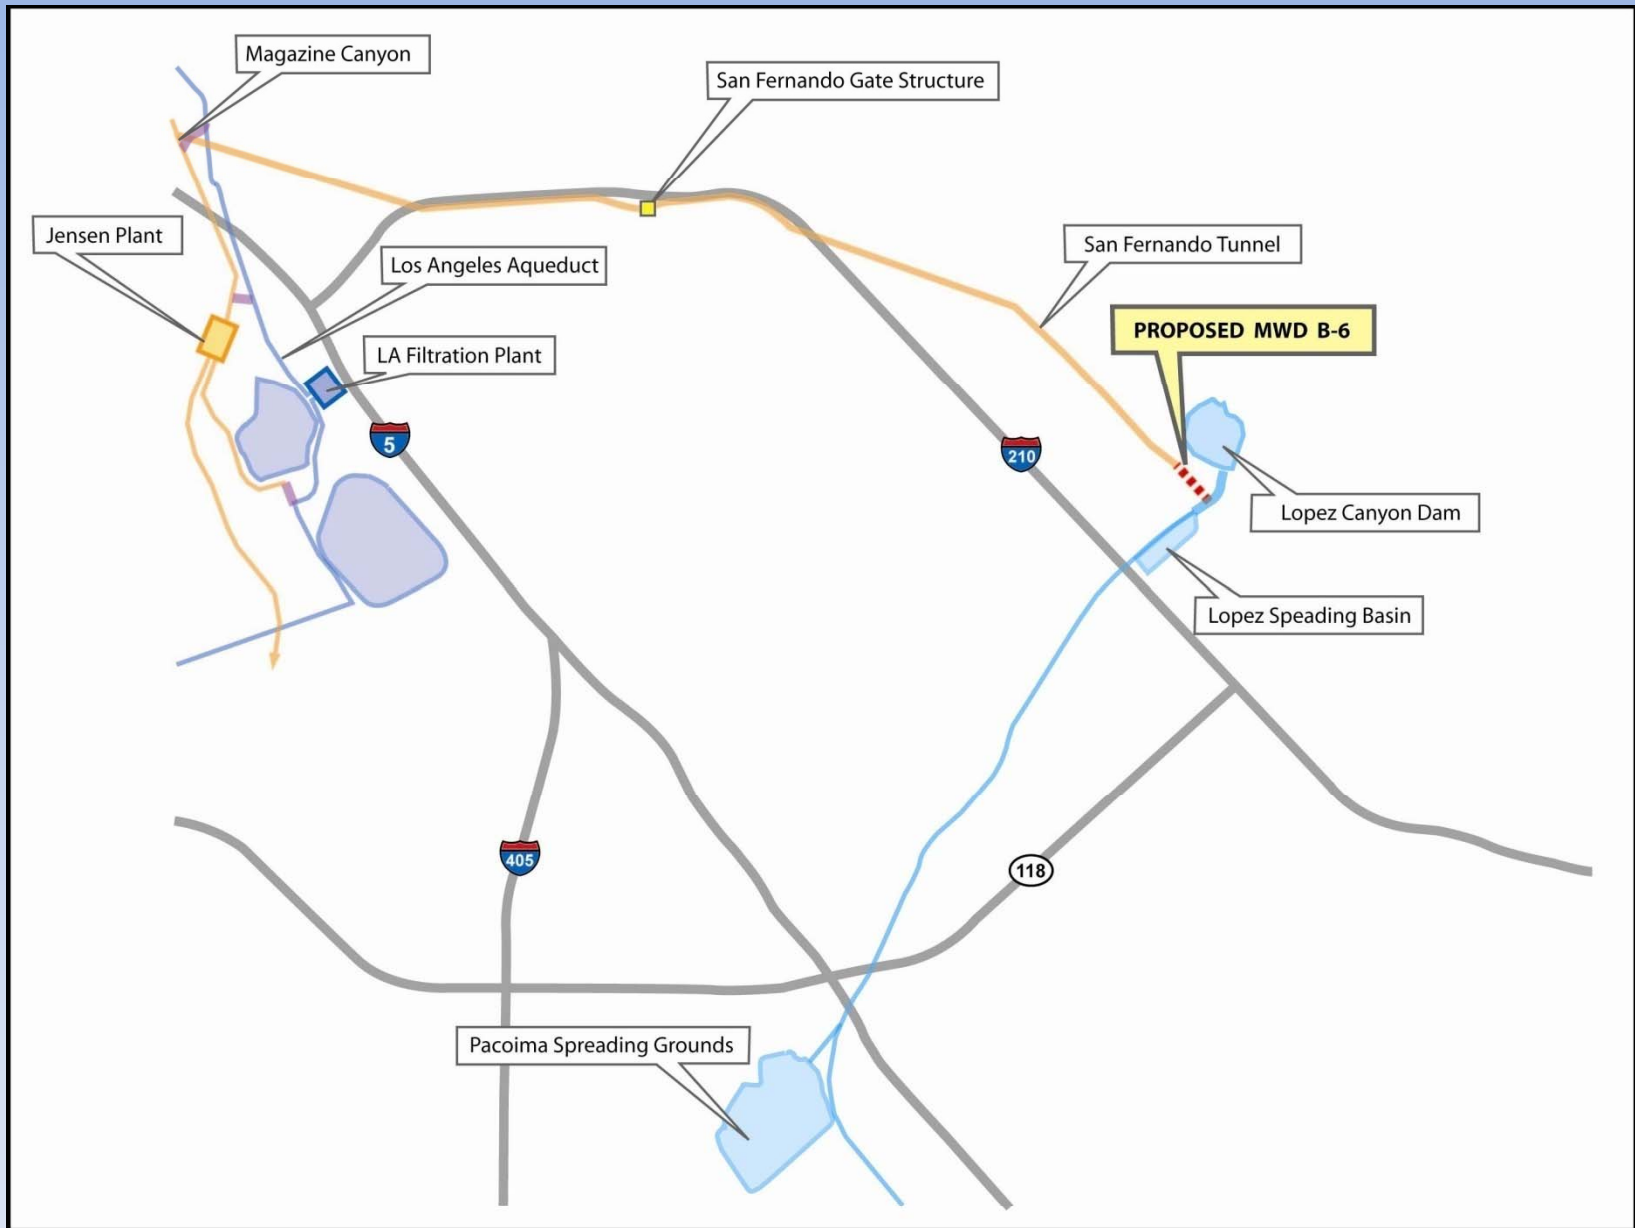 Magazine Canyon
San Fernando Gate Structure
Jensen Plant
Los Angeles Aqueduct
San Fernando Tunnel
PROPOSED MWD B-6
LA Filtration Plant
5
210
Lopez Canyon Dam
Lopez Speading Basin
405
118
Pacoima Spreading Grounds